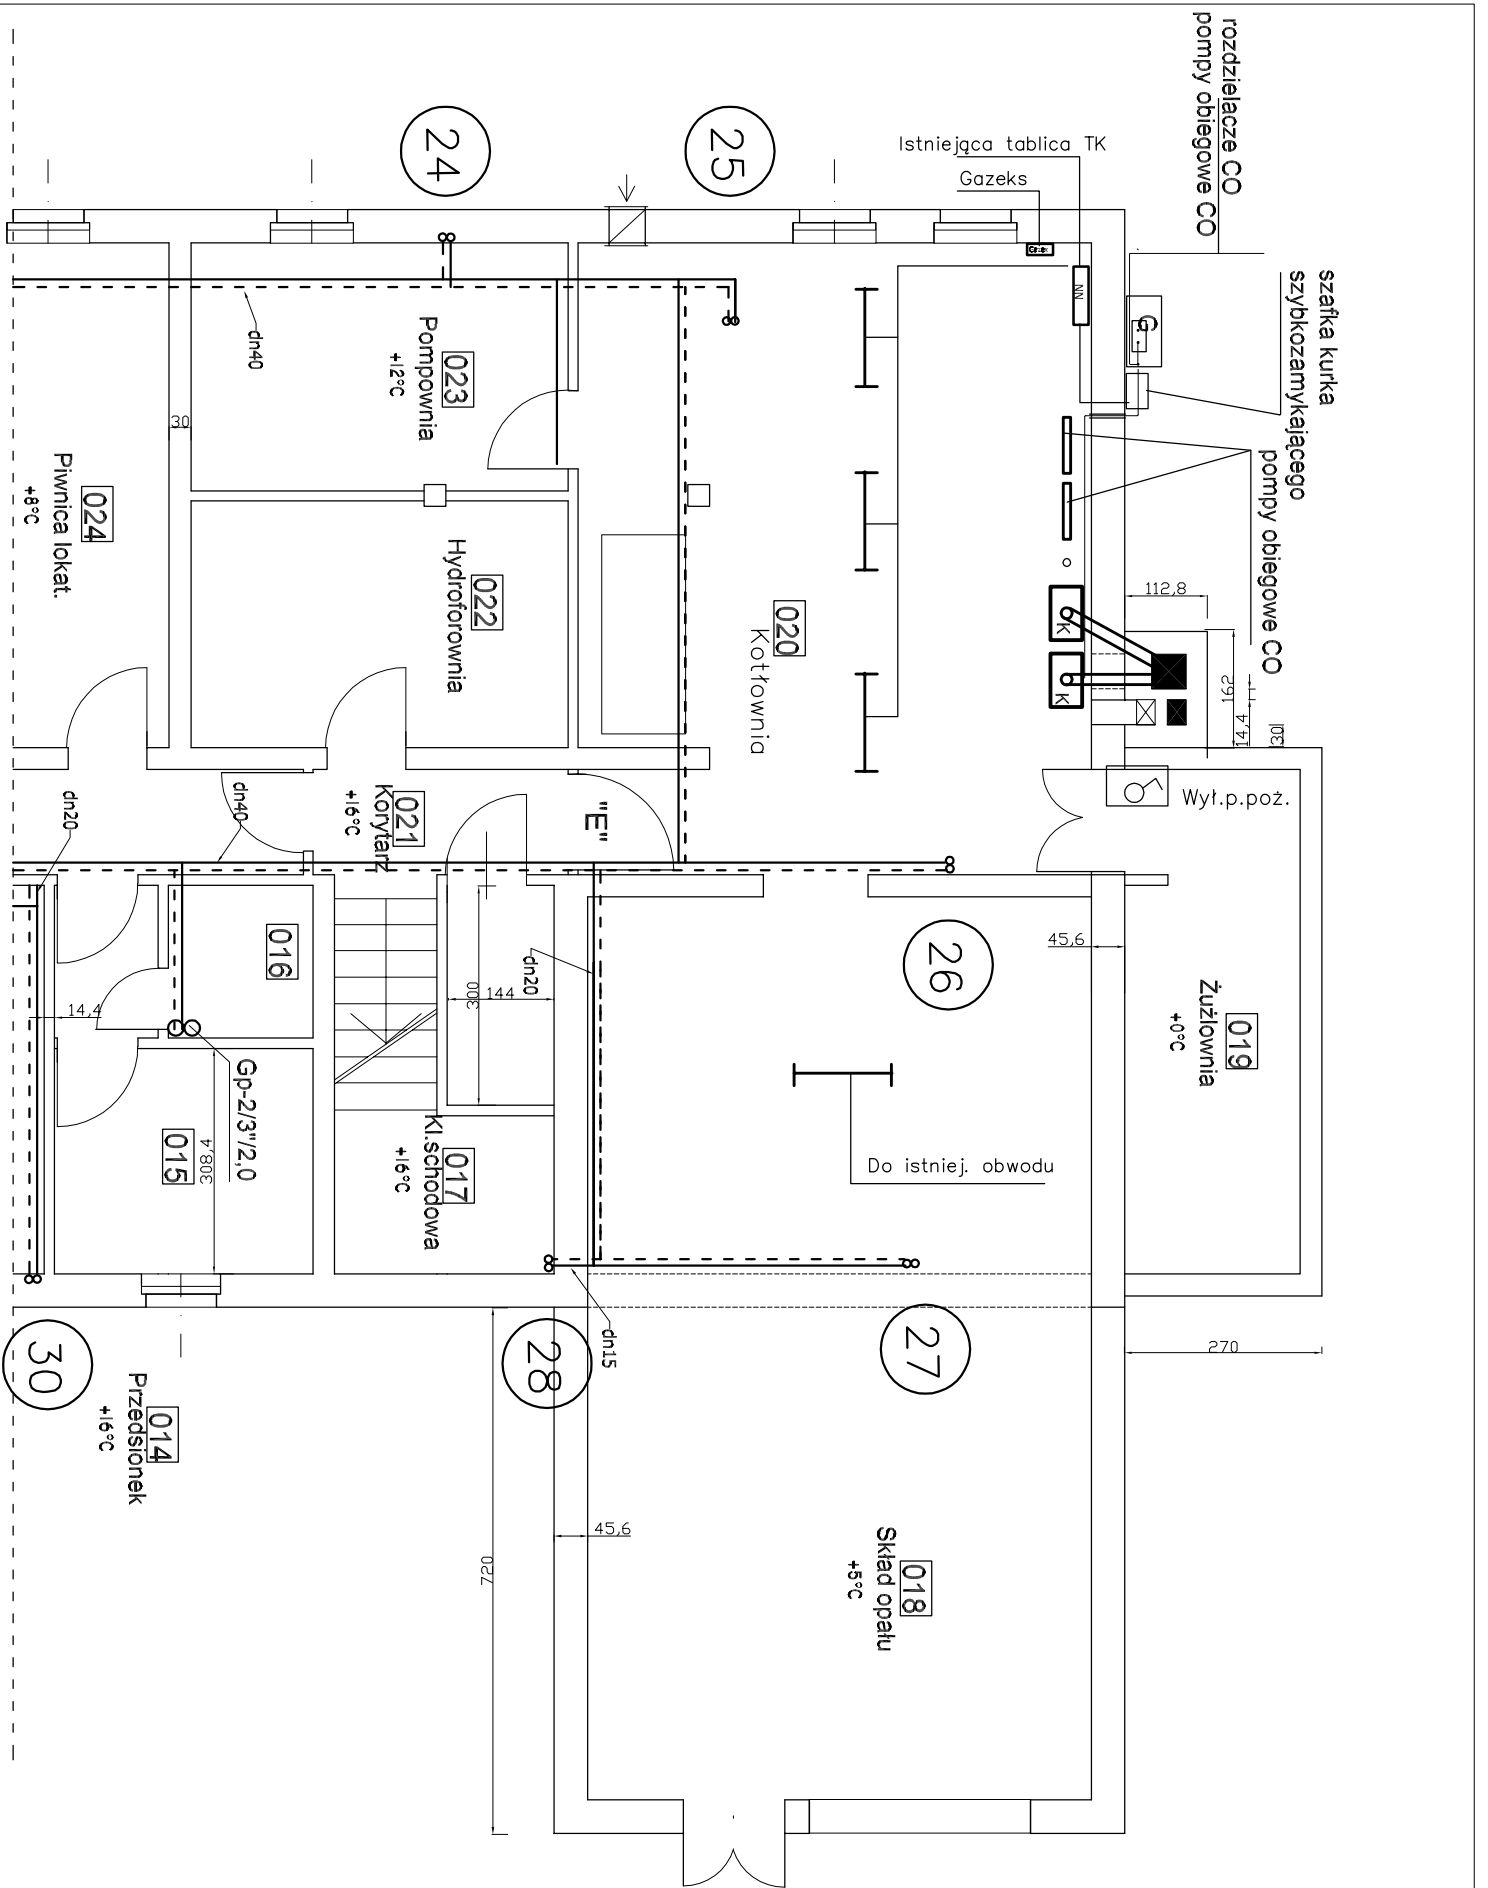 rozdzielacze CO
pompy obiegowe CO
szafka kurka
szybkozamykającego
pompy obiegowe CO
Istniejąca tablica TK
Gazeks
24
25
NN
G
K
K
112,8
162
14,4
30
Wył.p.poż.
dn40
023
Pompownia
+12°C
30
024
Piwnica lokat.
+8°C
022
Hydroforownia
020
Kotłownia
021
Korytarz
+16°C
"E"
dn40
dn20
016
dn20
300
144
26
45,6
019
Żużlownia
+0°C
14,4
Gp-2/3"/2,0
015
308,4
017
Kl.schodowa
+16°C
Do istniej. obwodu
dn15
30
28
27
270
014
Przedsionek
+16°C
720
45,6
018
Skład opału
+5°C